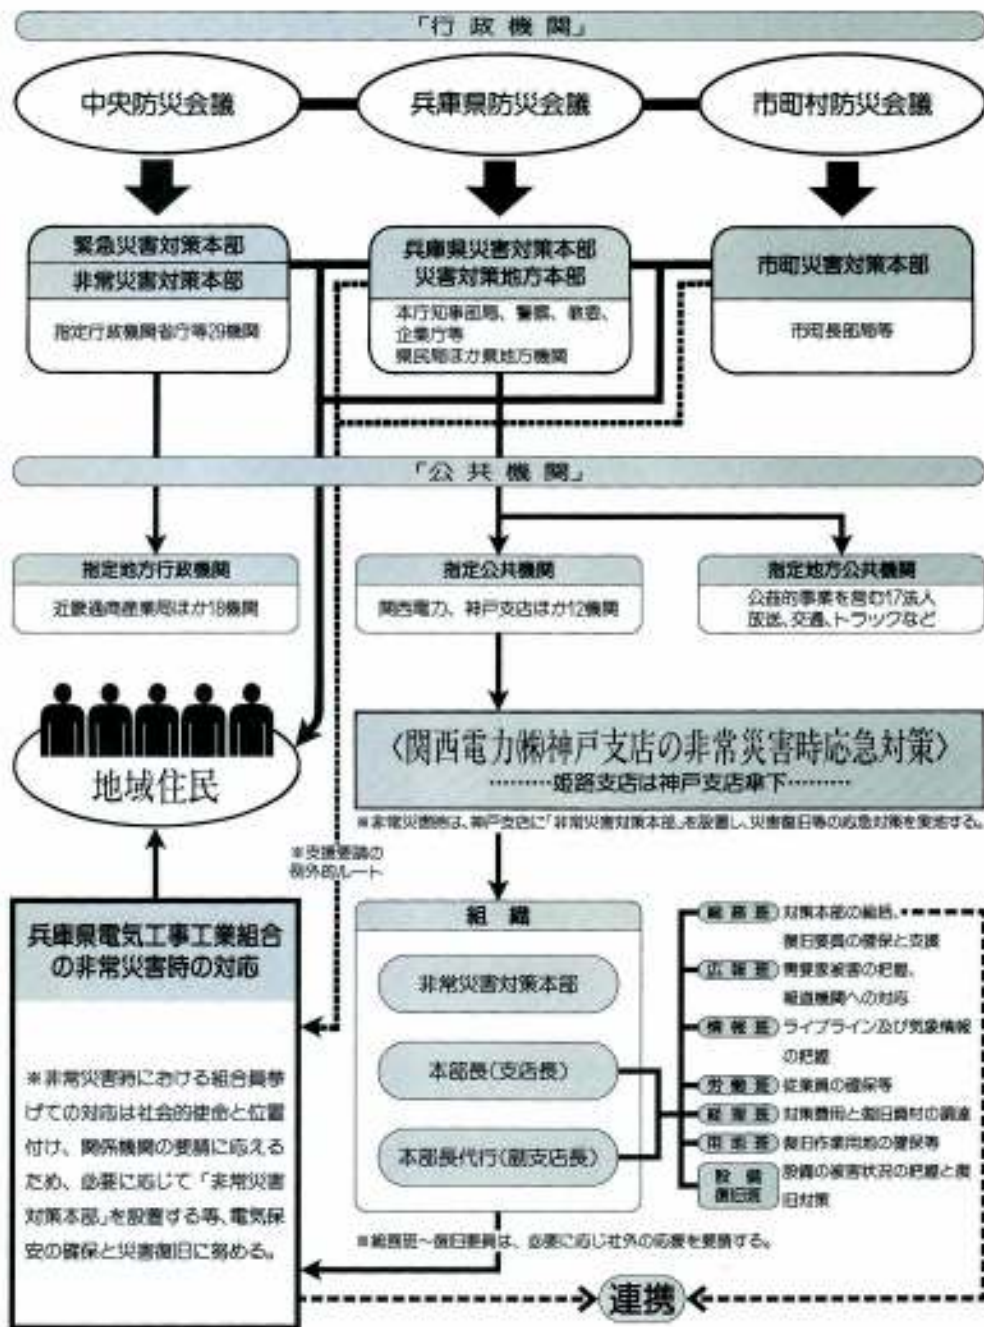 「行政機関」
中央防災会議
兵庫県防災会議
市町村防災会議
緊急災害対策本部
非常災害対策本部
指定行政機関省庁等29機関
兵庫県災害対策本部
災害対策地方本部
本庁知事部局、警察、教委、
企業庁等
県民局ほか県地方機関
市町災害対策本部
市町長部局等
「公共機関」
指定地方行政機関
近畿通商産業局ほか18機関
指定公共機関
関西電力、神戸支店ほか12機関
指定地方公共機関
公益的事業を営む17法人
放送、交通、トラックなど
地域住民
〈関西電力㈱神戸支店の非常災害時応急対策〉
………姫路支店は神戸支店傘下………
※非常災害時は、神戸支店に「非常災害対策本部」を設置し、災害復旧等の応急対策を実施する。
※支援要請の
例外的ルート
兵庫県電気工事工業組合
の非常災害時の対応
※非常災害時における組合員挙
げての対応は社会的使命と位置
付け、関係機関の要請に応える
ため、必要に応じて「非常災害
対策本部」を設置する等、電気保
安の確保と災害復旧に努める。
組織
非常災害対策本部
本部長(支店長)
本部長代行(副支店長)
総務班 対策本部の総括、
復旧要員の確保と支援
広報班 需要家被害の把握、
報道機関への対応
情報班 ライフライン及び気象情報
の把握
労働班 従業員の確保等
経理班 対策費用と復旧資材の調達
用地班 復旧作業用地の確保等
設備
復旧班
設備の被害状況の把握と復
旧対策
※総務班〜復旧要員は、必要に応じ社外の応援を要請する。
連携